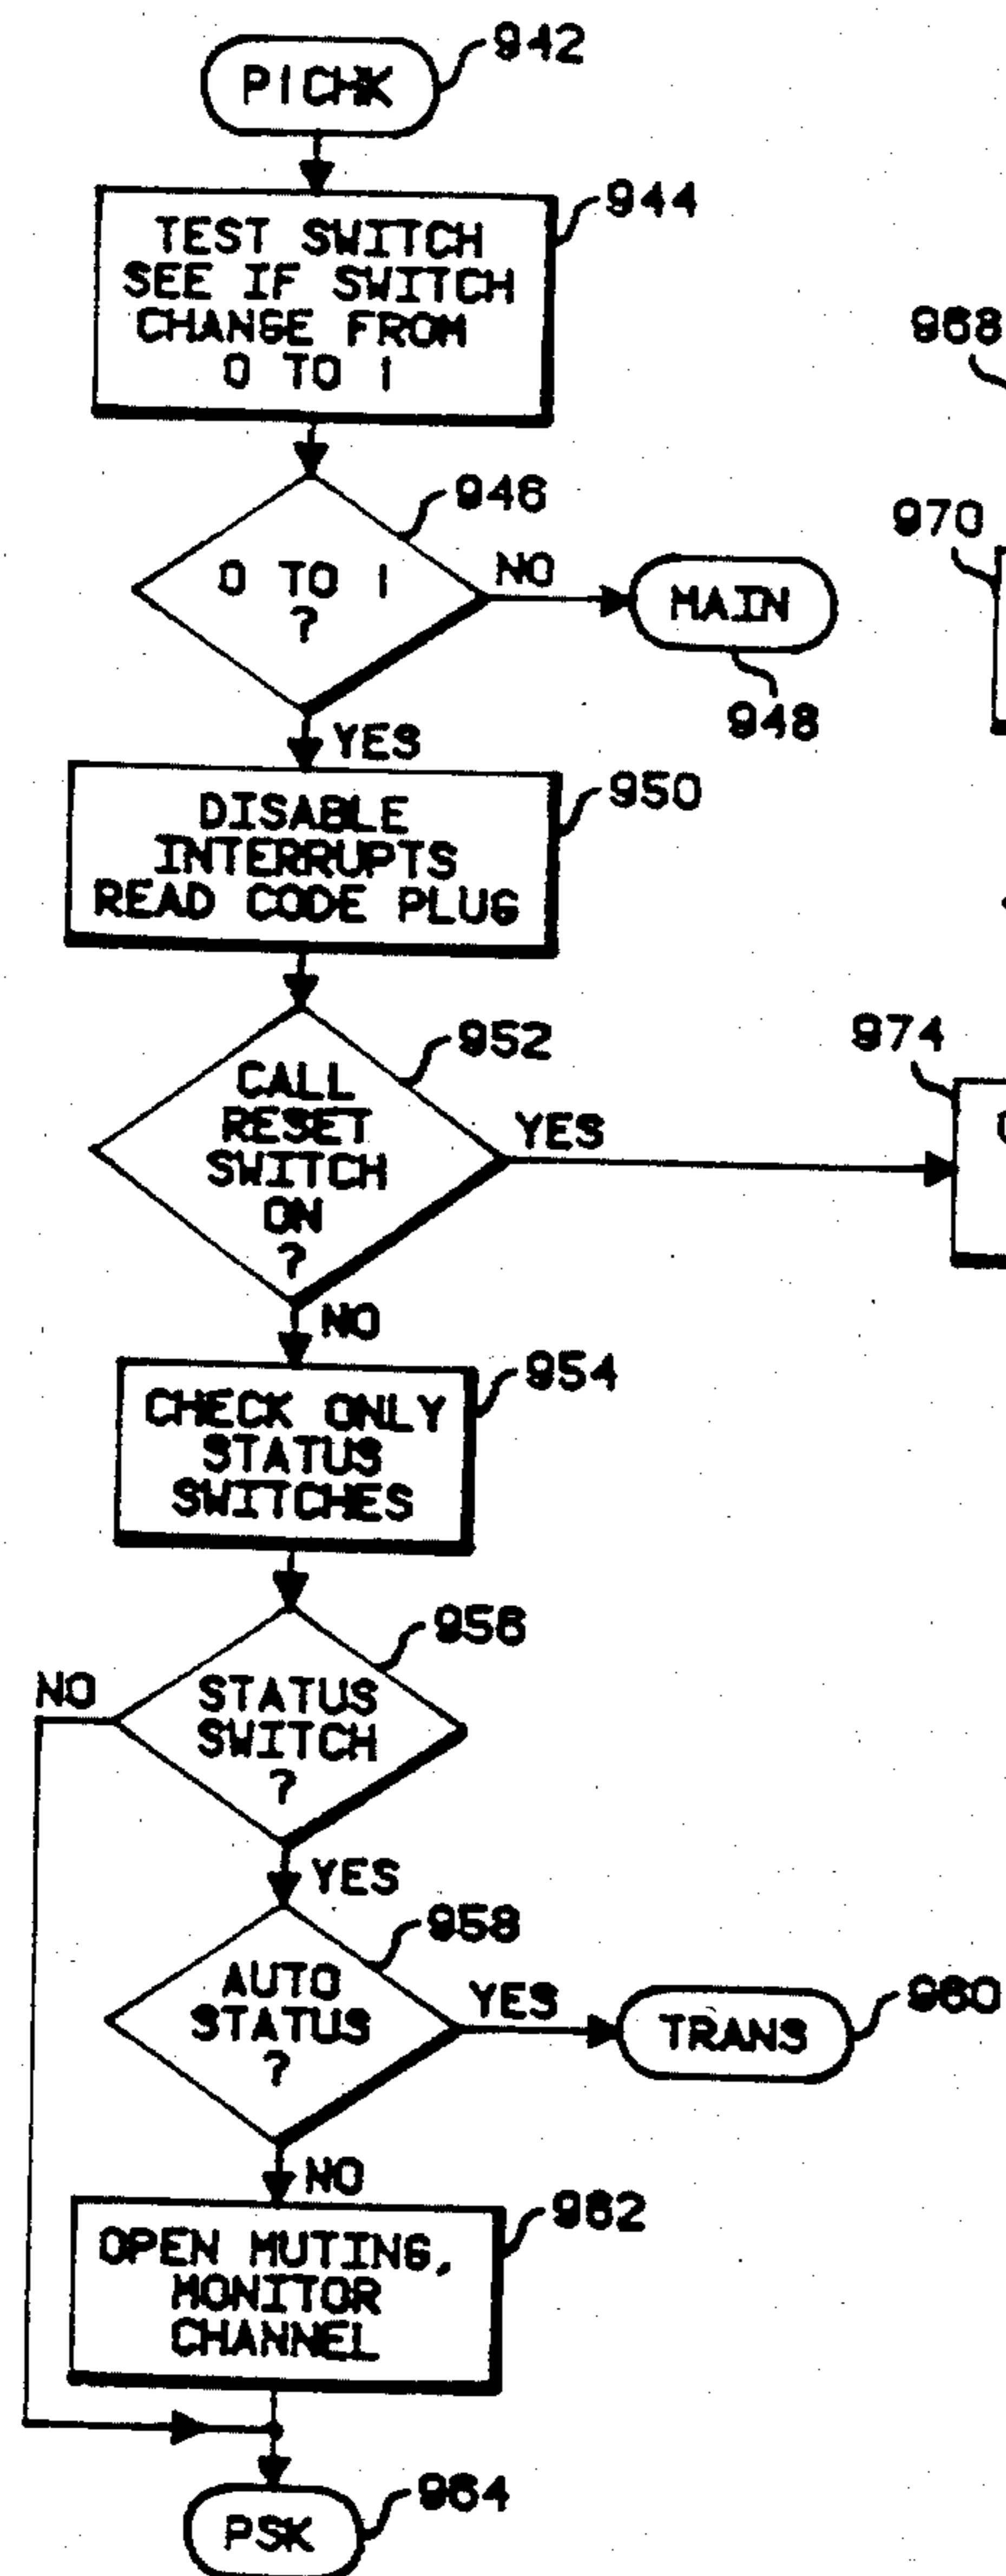 PICHK
942
TEST SWITCH
SEE IF SWITCH
CHANGE FROM
0 TO 1
944
968
0 TO 1
?
946
NO
MAIN
948
970
YES
DISABLE
INTERRUPTS
READ CODE PLUG
950
CALL
RESET
SWITCH
ON
?
952
YES
974
NO
CHECK ONLY
STATUS
SWITCHES
954
STATUS
SWITCH
?
956
NO
YES
AUTO
STATUS
?
958
YES
TRANS
960
NO
OPEN MUTING,
MONITOR
CHANNEL
962
PSK
964